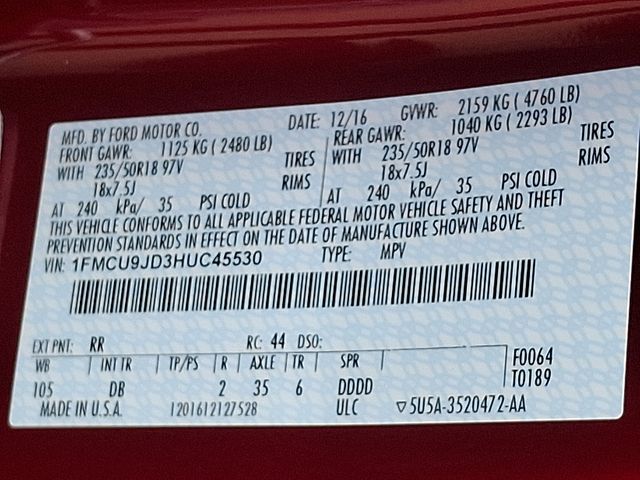 MFD. BY FORD MOTOR CO. DATE: 12/16 GVWR: 2159 KG ( 4760 LB)
FRONT GAWR: 1125 KG ( 2480 LB) REAR GAWR: 1040 KG ( 2293 LB)
WITH 235/50R18 97V TIRES WITH 235/50R18 97V TIRES
18x7.5J RIMS 18x7.5J RIMS
AT 240 kPa/ 35 PSI COLD AT 240 kPa/ 35 PSI COLD
THIS VEHICLE CONFORMS TO ALL APPLICABLE FEDERAL MOTOR VEHICLE SAFETY AND THEFT
PREVENTION STANDARDS IN EFFECT ON THE DATE OF MANUFACTURE SHOWN ABOVE.
VIN: 1FMCU9JD3HUC45530 TYPE: MPV
EXT PNT: RR RC: 44 DSO:
WB INT TR TP/PS R AXLE TR SPR F0064
105 DB 2 35 6 DDDD T0189
MADE IN U.S.A. 1201612127528 ULC ▽5U5A-3520472-AA